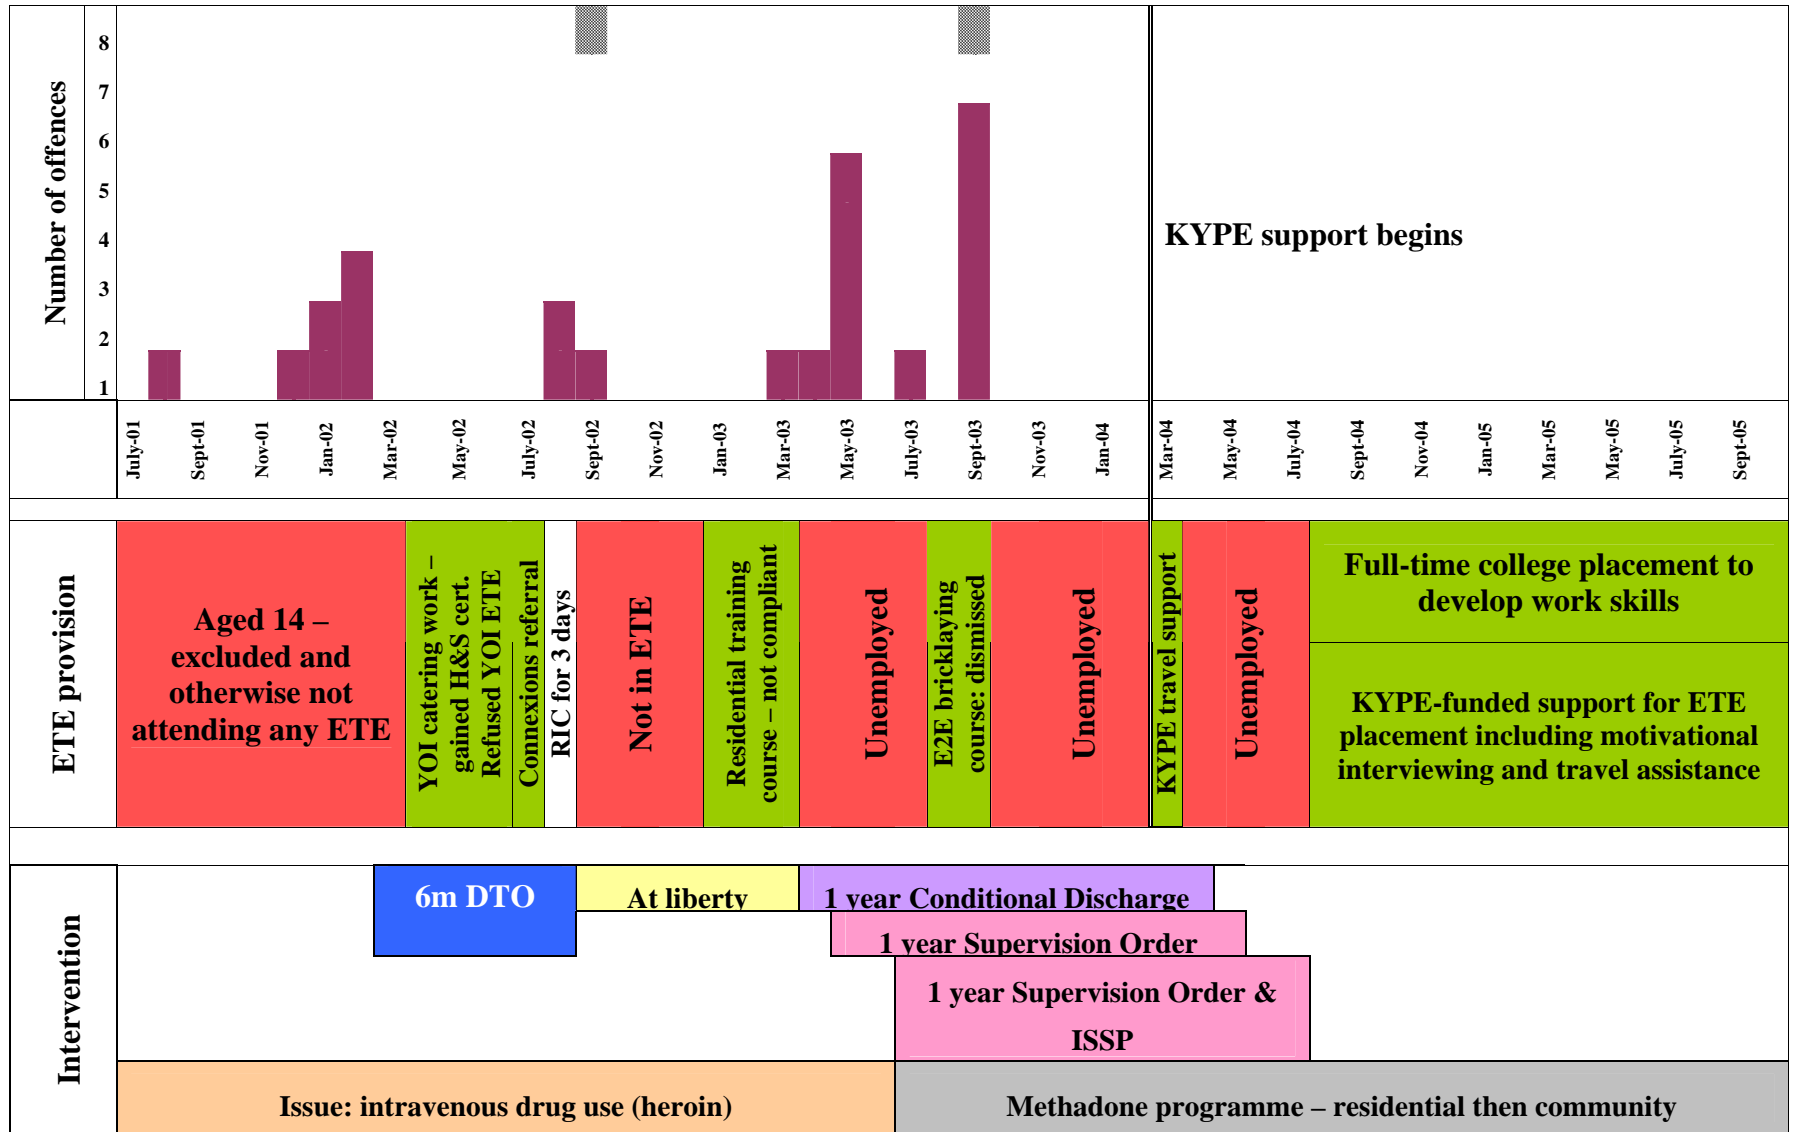 Number of offences
8
7
6
5
4
3
2
1
KYPE support begins
July-01
Sept-01
Nov-01
Jan-02
Mar-02
May-02
July-02
Sept-02
Nov-02
Jan-03
Mar-03
May-03
July-03
Sept-03
Nov-03
Jan-04
Mar-04
May-04
July-04
Sept-04
Nov-04
Jan-05
Mar-05
May-05
July-05
Sept-05
ETE provision
Aged 14 –
excluded and
otherwise not
attending any ETE
YOI catering work –
gained H&S cert.
Refused YOI ETE
Connexions referral
RIC for 3 days
Not in ETE
Residential training
course – not compliant
Unemployed
E2E bricklaying
course: dismissed
Unemployed
KYPE travel support
Unemployed
Full-time college placement to
develop work skills
KYPE-funded support for ETE
placement including motivational
interviewing and travel assistance
Intervention
6m DTO
At liberty
1 year Conditional Discharge
1 year Supervision Order
1 year Supervision Order &
ISSP
Issue: intravenous drug use (heroin)
Methadone programme – residential then community